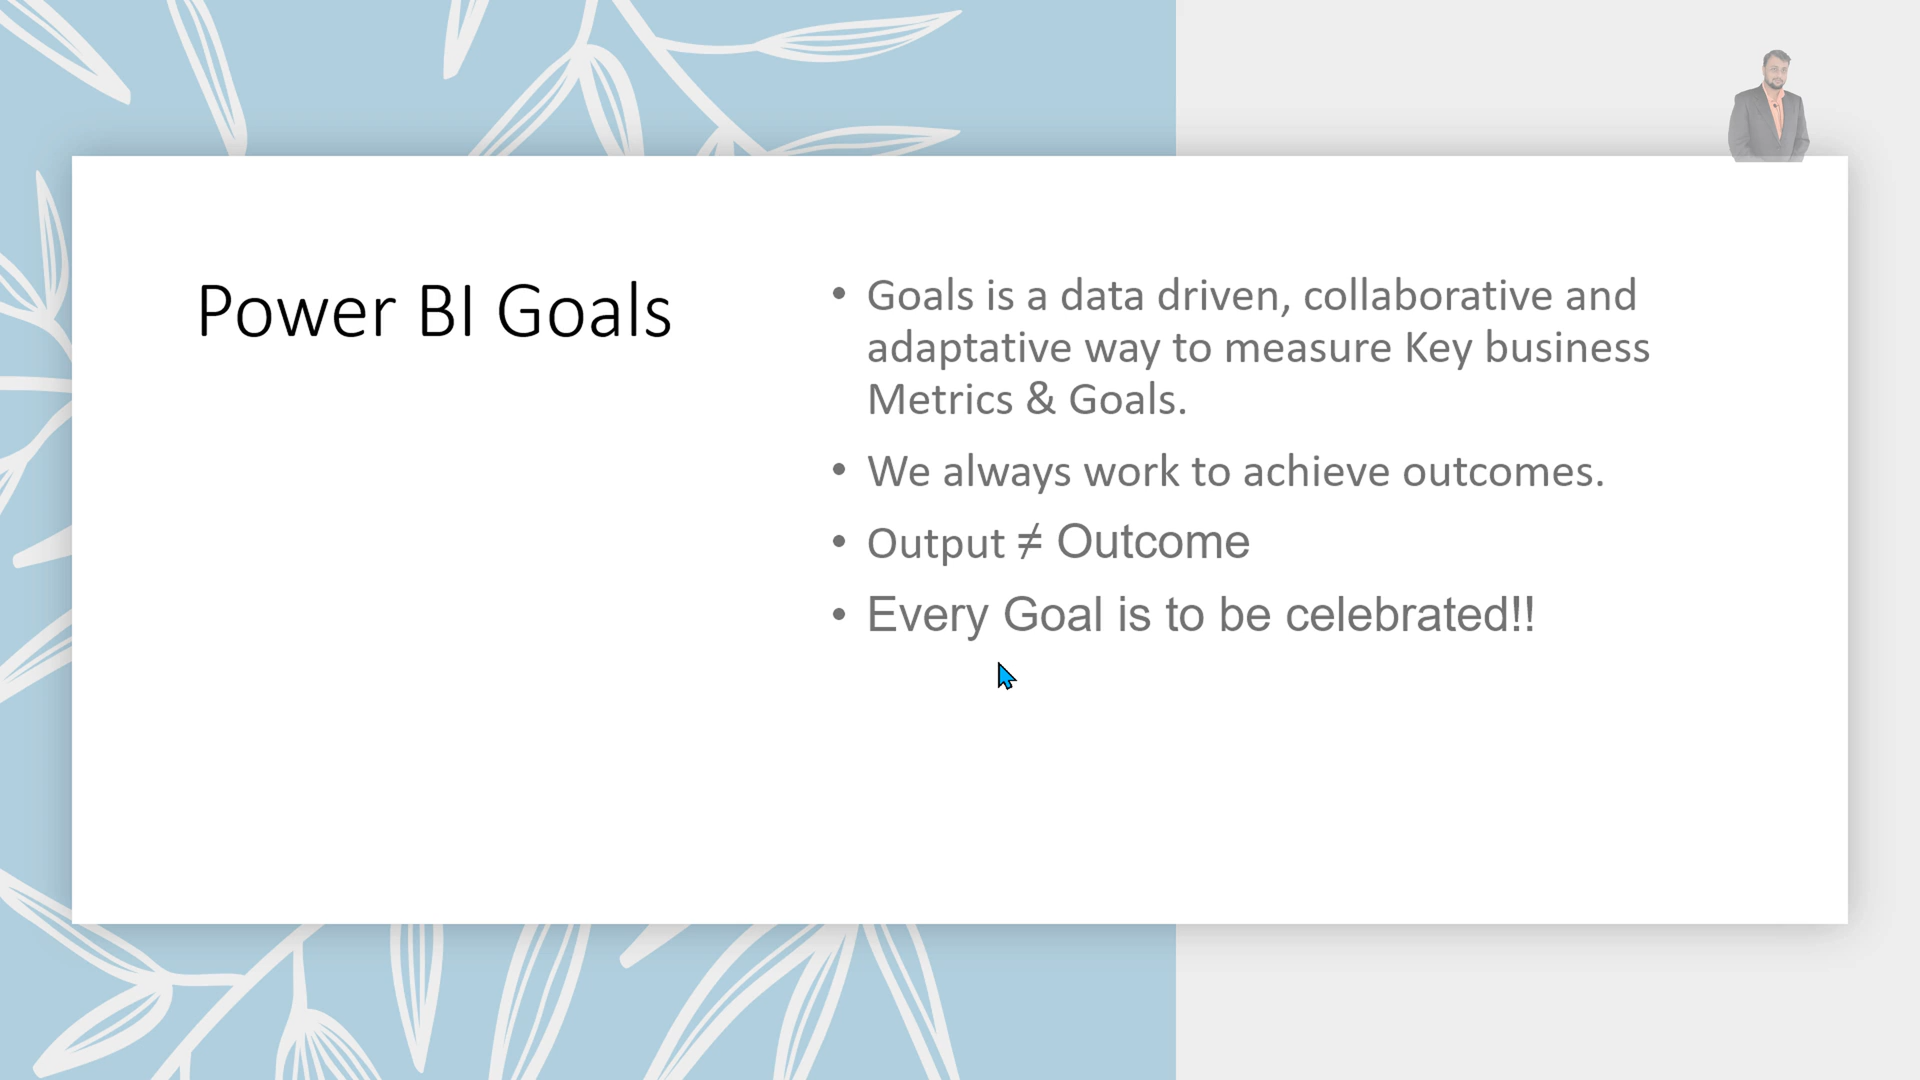 Power BI Goals
• Goals is a data driven, collaborative and
adaptative way to measure Key business
Metrics & Goals.
• We always work to achieve outcomes.
• Output ≠ Outcome
• Every Goal is to be celebrated!!